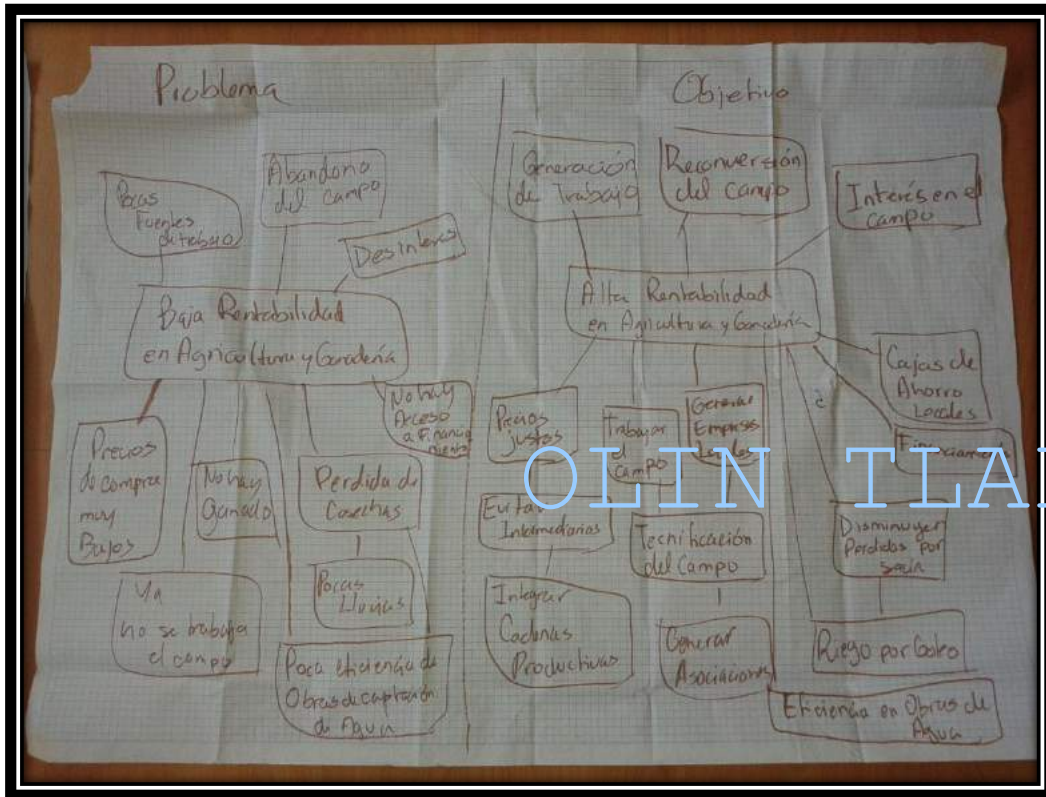 Problema
Pocas
Fuentes
de trabajo
Abandono
del campo
Desinteres
Baja Rentabilidad
en Agricultura y Ganadería
No hay
Acceso
a Financia
miento
Precios
de compra
muy
Bajos
No hay
Ganado
Perdida de
Cosechas
Pocas
Lluvias
Ya
no se trabaja
el campo
Poca eficiencia de
Obras de captación
de Agua
Objetivo
Generación
de Trabajo
Reconversión
del campo
Interés en el
campo
Alta Rentabilidad
en Agricultura y Ganadería
Cajas de
Ahorro
Locales
Precios
justos
Trabajar
el
campo
Generar
Empresas
Locales
Financiamiento
OLIN TLA
Evitar
Intermediarios
Tecnificación
del Campo
Disminuyen
Perdidas por
Integrar
Cadenas
Productivas
Generar
Asociaciones
Riego por Goteo
Eficiencia en Obras de
Agua